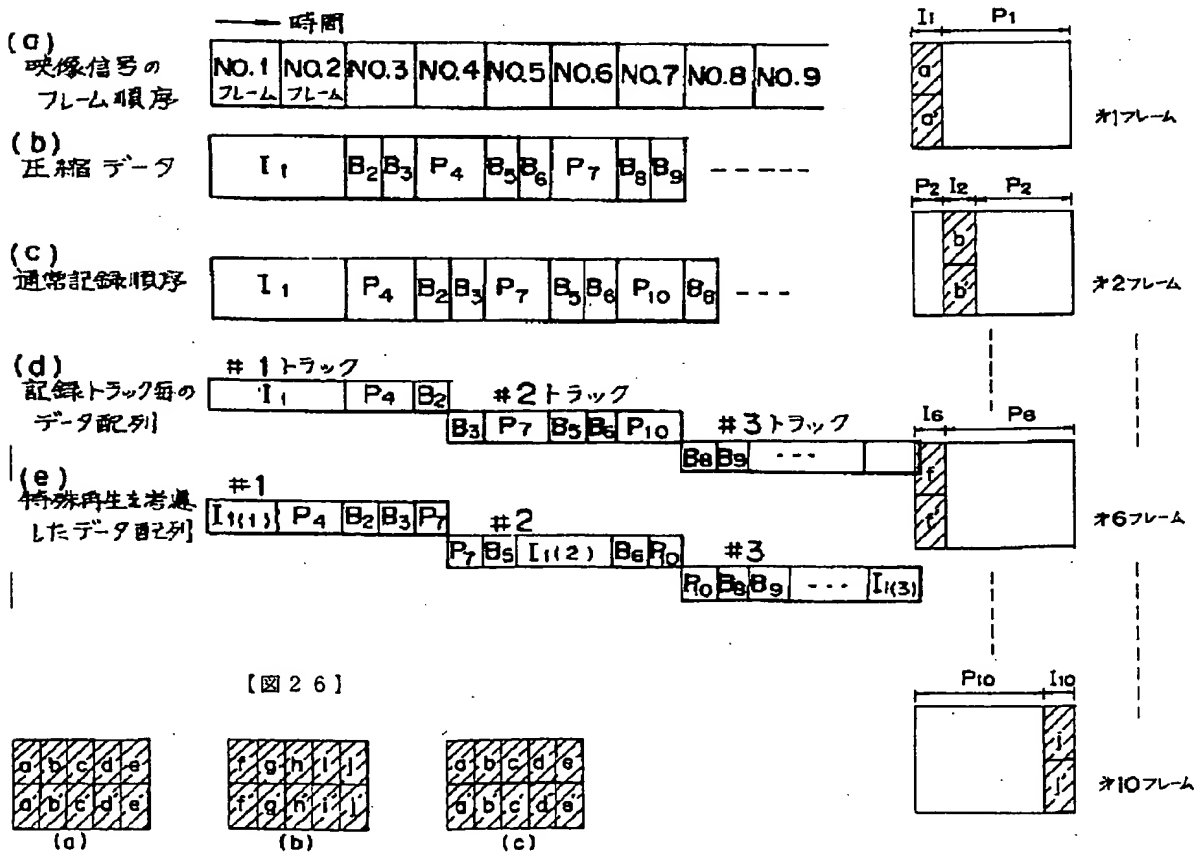 → 時間
(a)
映像信号の
フレーム順序
NO.1 NO.2 NO.3 NO.4 NO.5 NO.6 NO.7 NO.8 NO.9
フレーム フレーム
(b)
圧縮データ
I1 B2 B3 P4 B5 B6 P7 B8 B9 -----
(c)
通常記録順序
I1 P4 B2 B3 P7 B5 B6 P10 B8 ---
(d)
記録トラック毎の
データ配列
#1トラック
I1 P4 B2
#2トラック
B3 P7 B5 B6 P10
#3トラック
B8 B9 ---
(e)
特殊再生を考慮
したデータ配列
#1
I1(1) P4 B2 B3 P7
#2
P7 B5 I1(2) B6 P10
#3
P10 B8 B9 --- I1(3)
I1 P1
a
a'
オ1フレーム
P2 I2 P2
b
b'
オ2フレーム
I6 P6
f
f'
オ6フレーム
P10 I10
j
j'
オ10フレーム
【図26】
a b c d e
a' b' c' d' e'
(a)
f g h i j
f' g' h' i' j'
(b)
a b c d e
a' b' c' d' e'
(c)